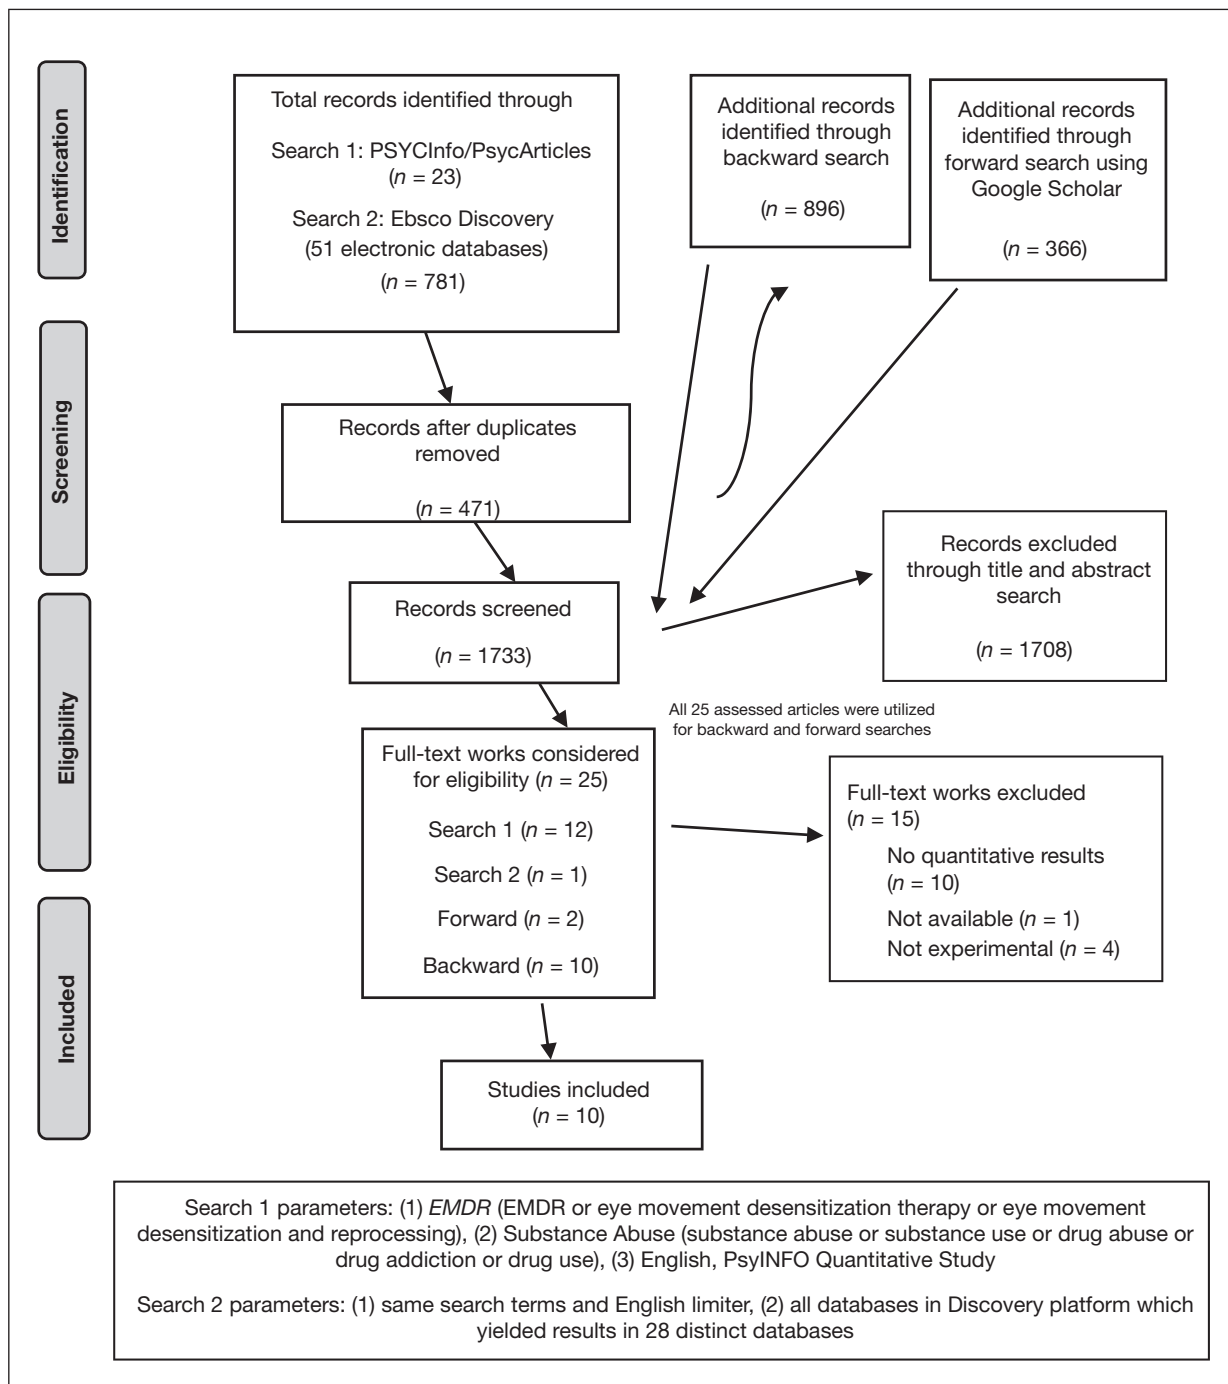 Identification
Total records identified through
Search 1: PSYCInfo/PsycArticles
(n = 23)
Search 2: Ebsco Discovery
(51 electronic databases)
(n = 781)
Additional records
identified through
backward search
(n = 896)
Additional records
identified through
forward search using
Google Scholar
(n = 366)
Screening
Records after duplicates
removed
(n = 471)
Records screened
(n = 1733)
Records excluded
through title and abstract
search
(n = 1708)
Eligibility
All 25 assessed articles were utilized
for backward and forward searches
Full-text works considered
for eligibility (n = 25)
Search 1 (n = 12)
Search 2 (n = 1)
Forward (n = 2)
Backward (n = 10)
Full-text works excluded
(n = 15)
No quantitative results
(n = 10)
Not available (n = 1)
Not experimental (n = 4)
Included
Studies included
(n = 10)
Search 1 parameters: (1) EMDR (EMDR or eye movement desensitization therapy or eye movement
desensitization and reprocessing), (2) Substance Abuse (substance abuse or substance use or drug abuse or
drug addiction or drug use), (3) English, PsyINFO Quantitative Study
Search 2 parameters: (1) same search terms and English limiter, (2) all databases in Discovery platform which
yielded results in 28 distinct databases